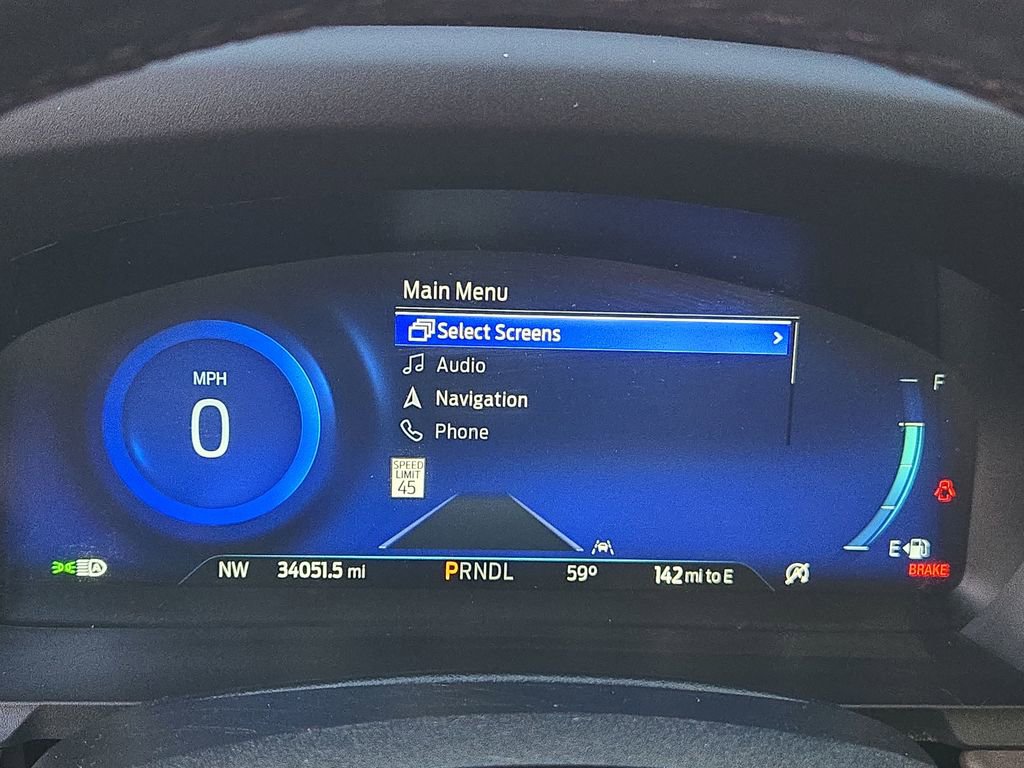 Main Menu
Select Screens
Audio
MPH
0
Navigation
Phone
SPEED
LIMIT
45
F
E
NW 34051.5 mi PRNDL 59º 142 mi to E BRAKE